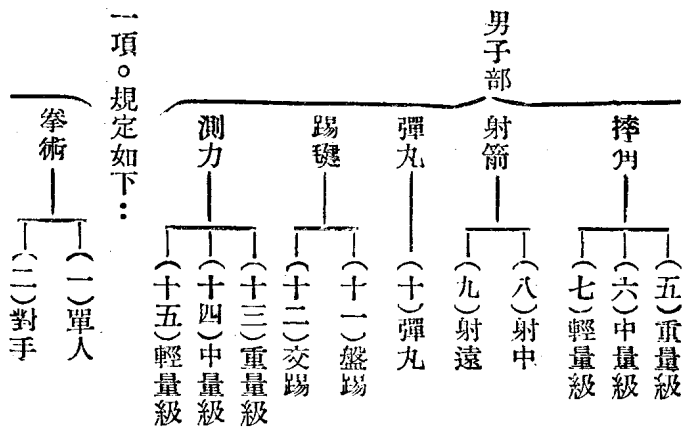 男子部
摔角
(五)重量級
(六)中量級
(七)輕量級
射箭
(八)射中
(九)射遠
彈丸
(十)彈丸
踢毽
(十一)盤踢
(十二)交踢
測力
(十三)重量級
(十四)中量級
(十五)輕量級
一項。規定如下：
拳術
(一)單人
(二)對手